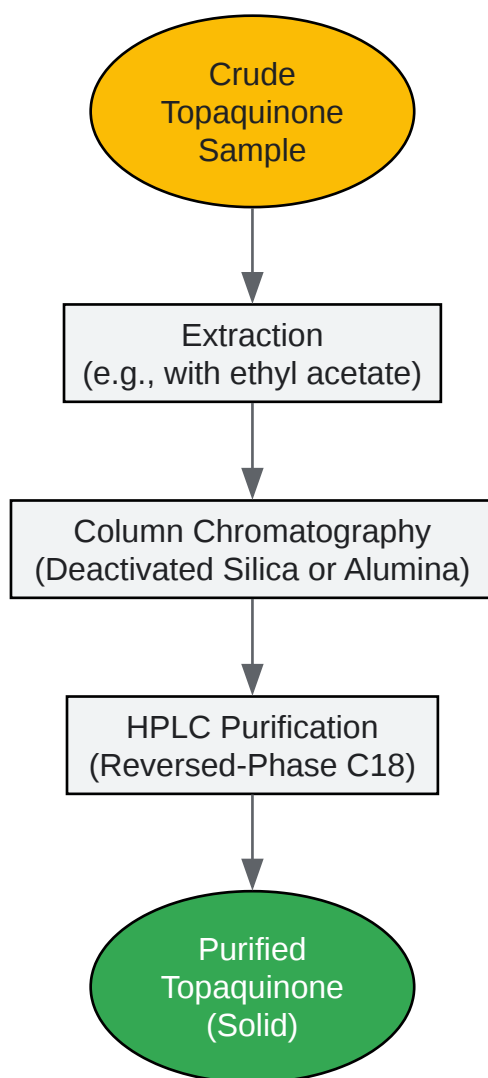 Crude
Topaquinone
Sample
Extraction
(e.g., with ethyl acetate)
Column Chromatography
(Deactivated Silica or Alumina)
HPLC Purification
(Reversed-Phase C18)
Purified
Topaquinone
(Solid)